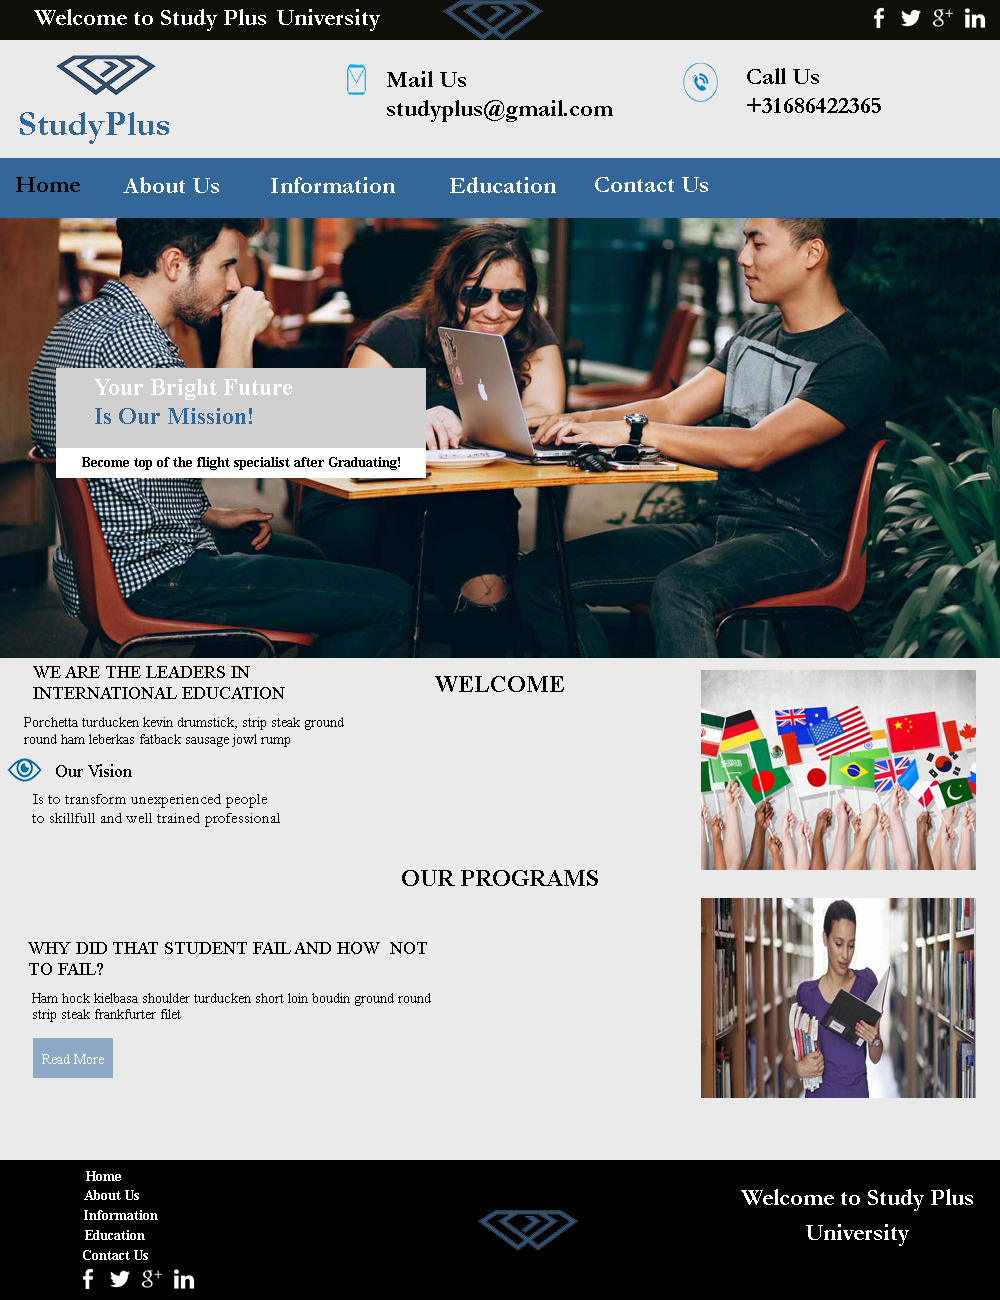 Welcome to Study Plus University
StudyPlus
Mail Us
studyplus@gmail.com
Call Us
+31686422365
Home About Us Information Education Contact Us
Your Bright Future
Is Our Mission!
Become top of the flight specialist after Graduating!
WE ARE THE LEADERS IN
INTERNATIONAL EDUCATION
Porchetta turducken kevin drumstick, strip steak ground
round ham leberkas fatback sausage jowl rump
Our Vision
Is to transform unexperienced people
to skillfull and well trained professional
WELCOME
OUR PROGRAMS
WHY DID THAT STUDENT FAIL AND HOW NOT
TO FAIL?
Ham hock kielbasa shoulder turducken short loin boudin ground round
strip steak frankfurter filet
Read More
Home
About Us
Information
Education
Contact Us
Welcome to Study Plus
University